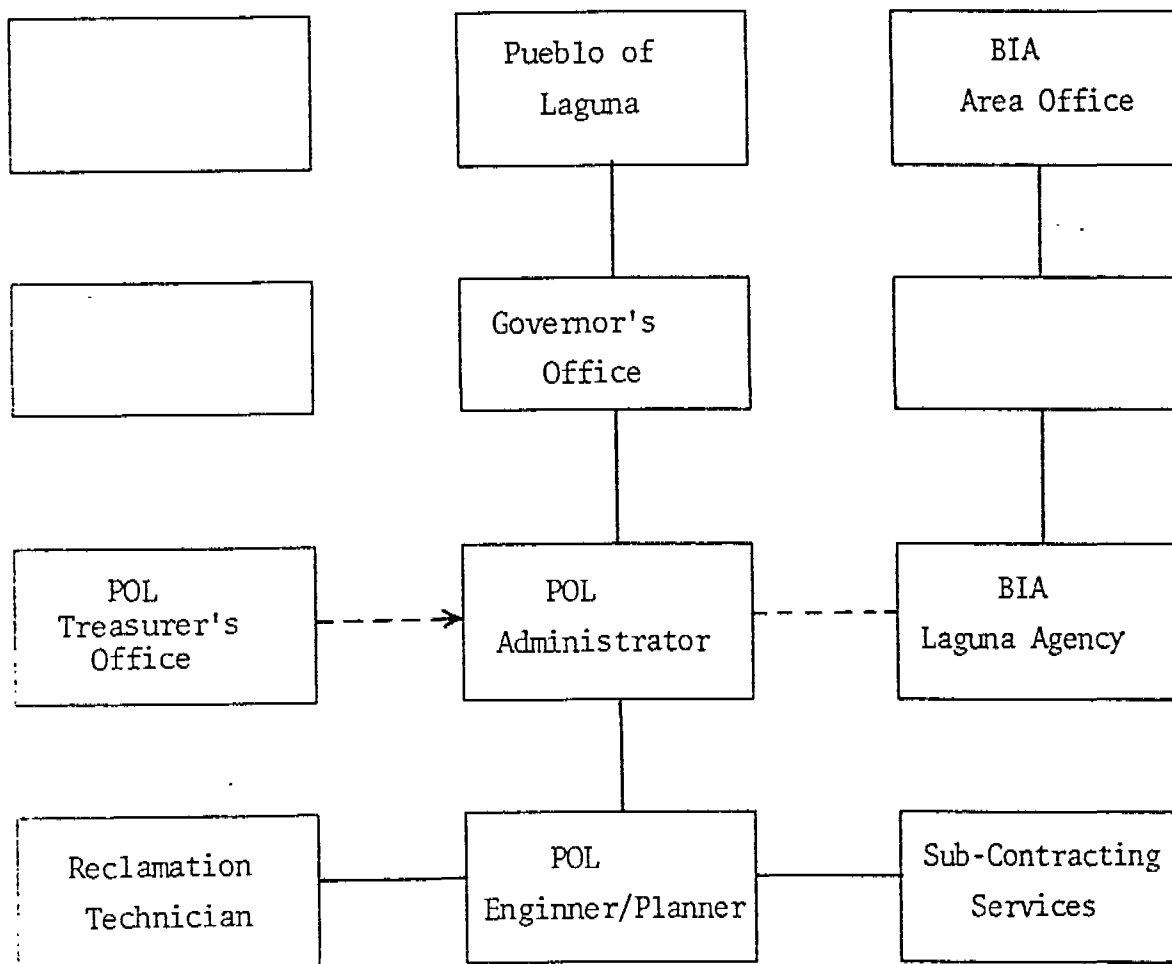 Pueblo of
Laguna
BIA
Area Office
Governor's
Office
POL
Treasurer's
Office
POL
Administrator
BIA
Laguna Agency
Reclamation
Technician
POL
Enginner/Planner
Sub-Contracting
Services